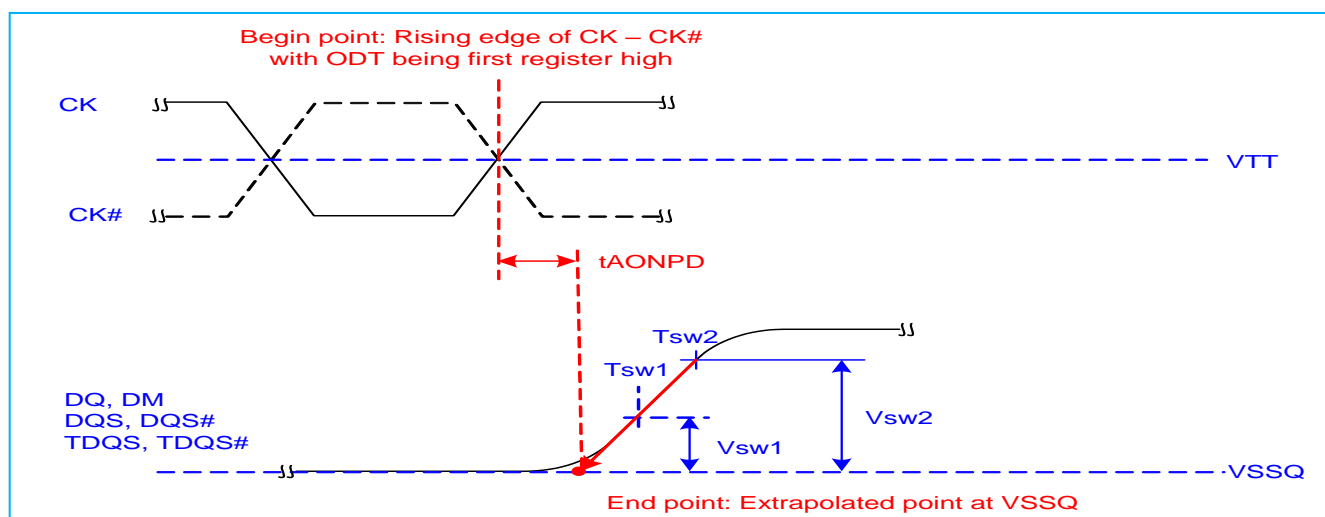 Begin point: Rising edge of CK – CK#
with ODT being first register high
CK
VTT
CK#
tAONPD
Tsw2
Tsw1
DQ, DM
DQS, DQS#
TDQS, TDQS#
Vsw2
Vsw1
VSSQ
End point: Extrapolated point at VSSQ